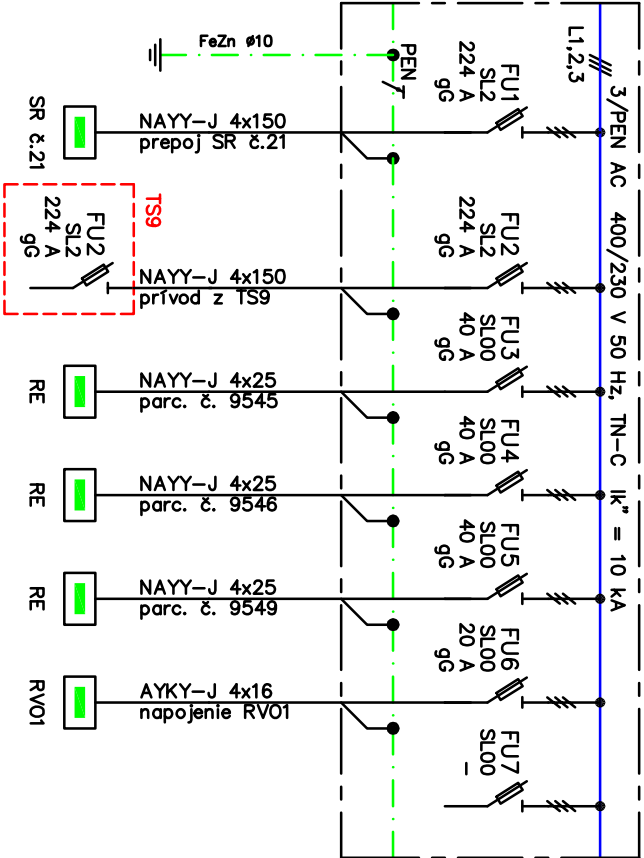 3/PEN AC 400/230 V 50 Hz, TN-C Ik" = 10 kA
L1,2,3
PEN
FeZn ø10
FU1
SL2
224 A
gG
NAYY-J 4x150
prepoj SR č.21
SR č.21
FU2
SL2
224 A
gG
NAYY-J 4x150
prívod z TS9
TS9
FU2
SL2
224 A
gG
FU3
SL00
40 A
gG
NAYY-J 4x25
parc. č. 9545
RE
FU4
SL00
40 A
gG
NAYY-J 4x25
parc. č. 9546
RE
FU5
SL00
40 A
gG
NAYY-J 4x25
parc. č. 9549
RE
FU6
SL00
20 A
gG
AYKY-J 4x16
napojenie RVO1
RVO1
FU7
SL00
-